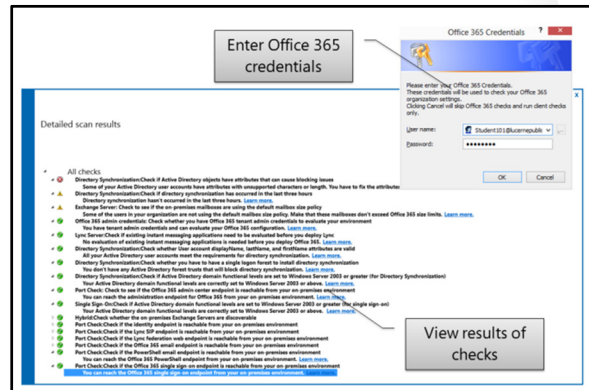 Enter Office 365
credentials
Office 365 Credentials
?
x
Please enter your Office 365 Credentials.
These credentials will be used to check your Office 365
organization settings.
Clicking Cancel will skip Office 365 checks and run client checks
only.
User name:
Student101@lucernepublic
Password:
••••••••
OK
Cancel
x
Detailed scan results
All checks
Directory Synchronization:Check if Active Directory objects have attributes that can cause blocking issues
Some of your Active Directory user accounts have attributes with unsupported characters or length. You have to fix the attributes
Directory Synchronization:Check if directory synchronization has occurred in the last three hours
Directory synchronization hasn't occurred in the last three hours. Learn more.
Exchange Server: Check to see if the on-premises mailboxes are using the default mailbox size policy
Some of the users in your organization are not using the default mailbox size policy. Make that these mailboxes don't exceed Office 365 size limits. Learn more.
Office 365 admin credentials: Check whether you have Office 365 tenant admin credentials to evaluate your environment
You have tenant admin credentials and can evaluate your Office 365 configuration. Learn more.
Lync Server:Check if existing instant messaging applications need to be evaluated before you deploy Lync
No evaluation of existing instant messaging applications is needed before you deploy Office 365. Learn more.
Directory Synchronization:Check whether User account displayName, lastName, and firstName attributes are valid
All your Active Directory user accounts meet the requirements for directory synchronization. Learn more.
Directory Synchronization:Check whether you have to have a single logon forest to install directory synchronization
You don't have any Active Directory forest trusts that will block directory synchronization. Learn more.
Directory Synchronization:Check if Active Directory domain functional levels are set to Windows Server 2003 or greater (for Directory Synchronization)
Your Active Directory domain functional levels are correctly set to Windows Server 2003 or above. Learn more.
Port Check: Check to see if the Office 365 admin center endpoint is reachable from your on-premises environment
You can reach the administration endpoint for Office 365 from your on-premises environment. Learn more.
Single Sign-On:Check if Active Directory domain functional levels are set to Windows Server 2003 or greater (for single sign on)
Your Active Directory domain functional levels are correctly set to Windows Server 2003 or above. Learn more.
Hybrid:Check whether the on-premises Exchange Servers are discoverable
Port Check:Check if the identity endpoint is reachable from your on-premises environment
Port Check:Check if the Lync SIP endpoint is reachable from your on-premises environment
Port Check:Check if the Lync federation web endpoint is reachable from your on-premises environment
Port Check:Check if the Office 365 email endpoint is reachable from your on-premises environment
Port Check:Check if the PowerShell email endpoint is reachable from your on-premises environment
You can reach the Office 365 PowerShell endpoint from your on-premises environment. Learn more.
Port Check:Check if the Office 365 single sign-on endpoint is reachable from your on-premises environment
You can reach the Office 365 single sign on endpoint from your on-premises environment. Learn more.
View results of
checks